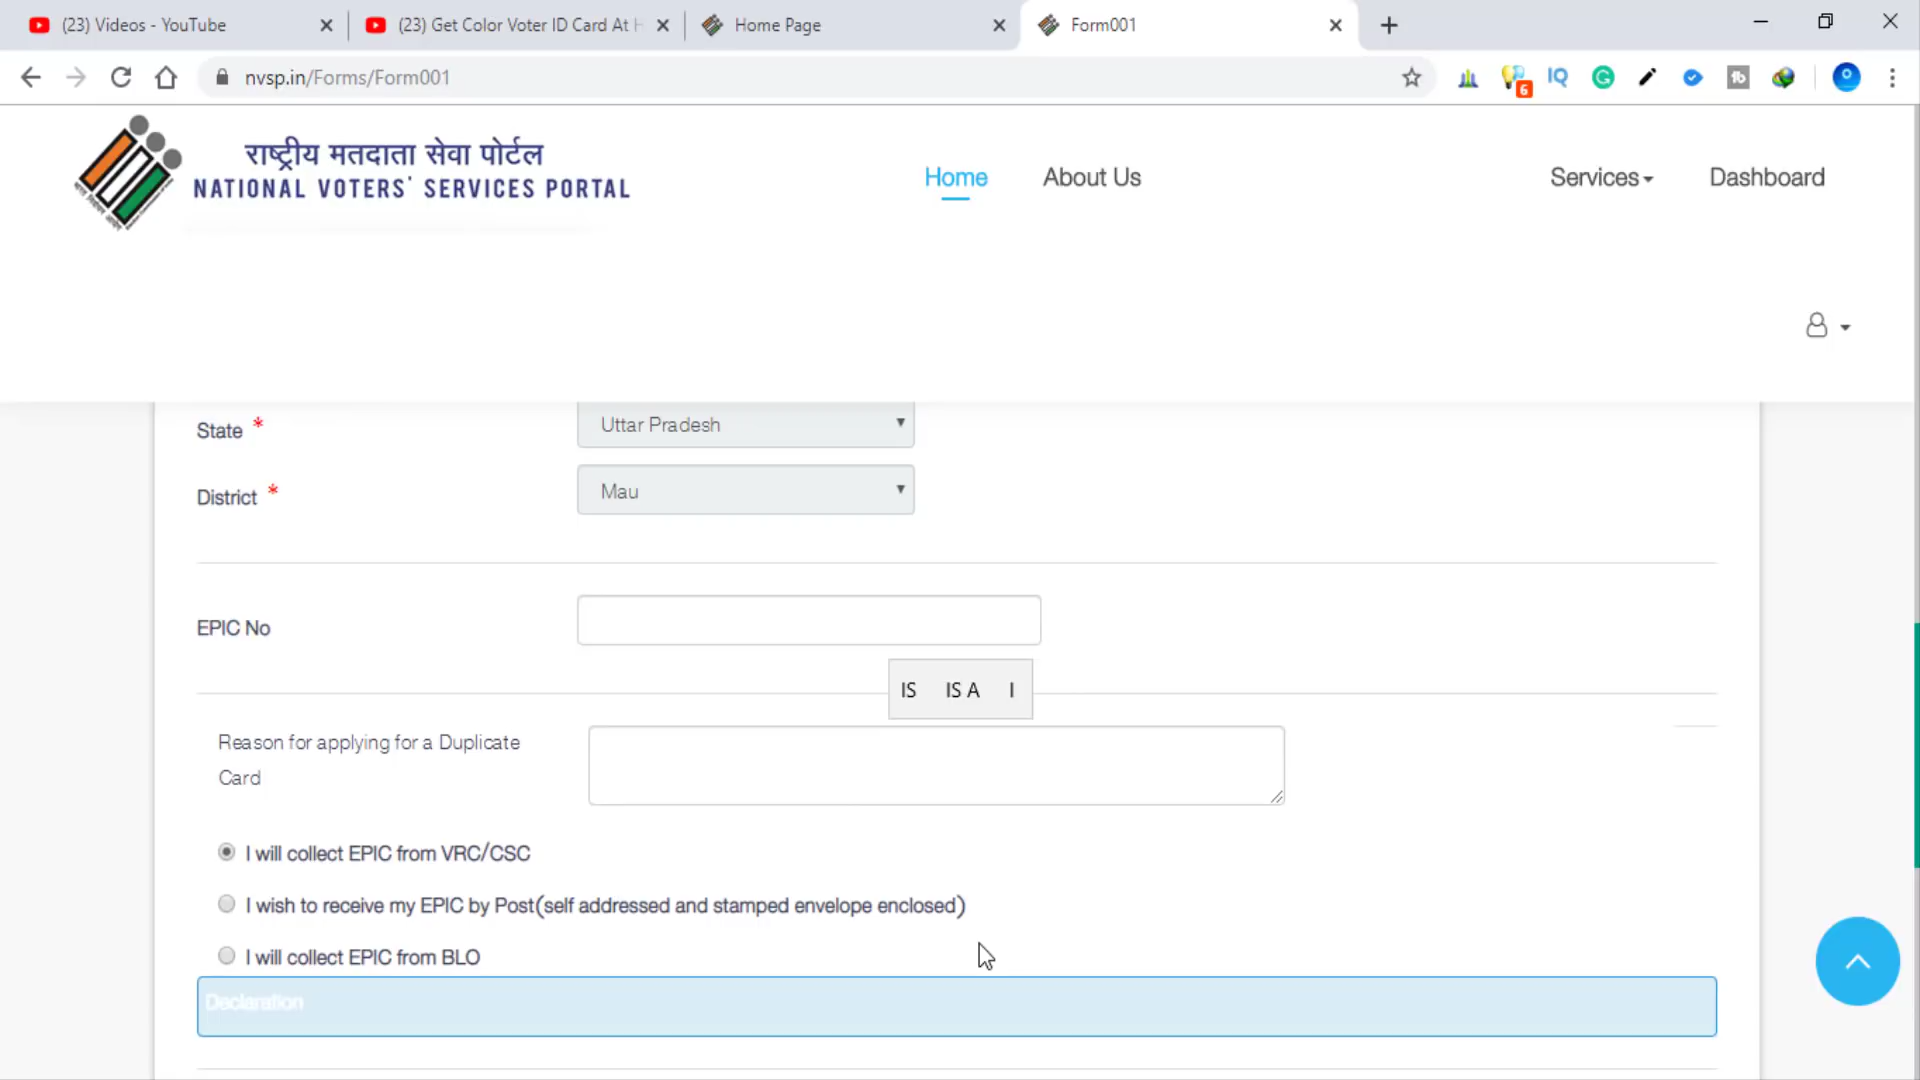 (23) Videos - YouTube
(23) Get Color Voter ID Card At H
Home Page
Form001
nvsp.in/Forms/Form001
6
IQ
G
tb
राष्ट्रीय मतदाता सेवा पोर्टल
NATIONAL VOTERS' SERVICES PORTAL
Home
About Us
Services
Dashboard
State *
Uttar Pradesh
District *
Mau
EPIC No
IS IS A I
Reason for applying for a Duplicate
Card
I will collect EPIC from VRC/CSC
I wish to receive my EPIC by Post(self addressed and stamped envelope enclosed)
I will collect EPIC from BLO
Declaration